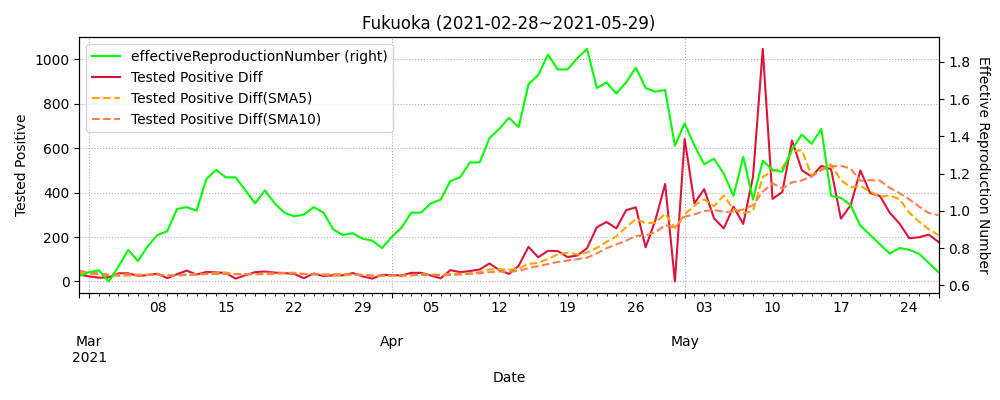 Fukuoka (2021-02-28~2021-05-29)
effectiveReproductionNumber (right)
Tested Positive Diff
Tested Positive Diff(SMA5)
Tested Positive Diff(SMA10)
Tested Positive
1000
800
600
400
200
0
Effective Reproduction Number
1.8
1.6
1.4
1.2
1.0
0.8
0.6
08 15 22 29 05 12 19 26 03 10 17 24
Mar Apr May
2021
Date